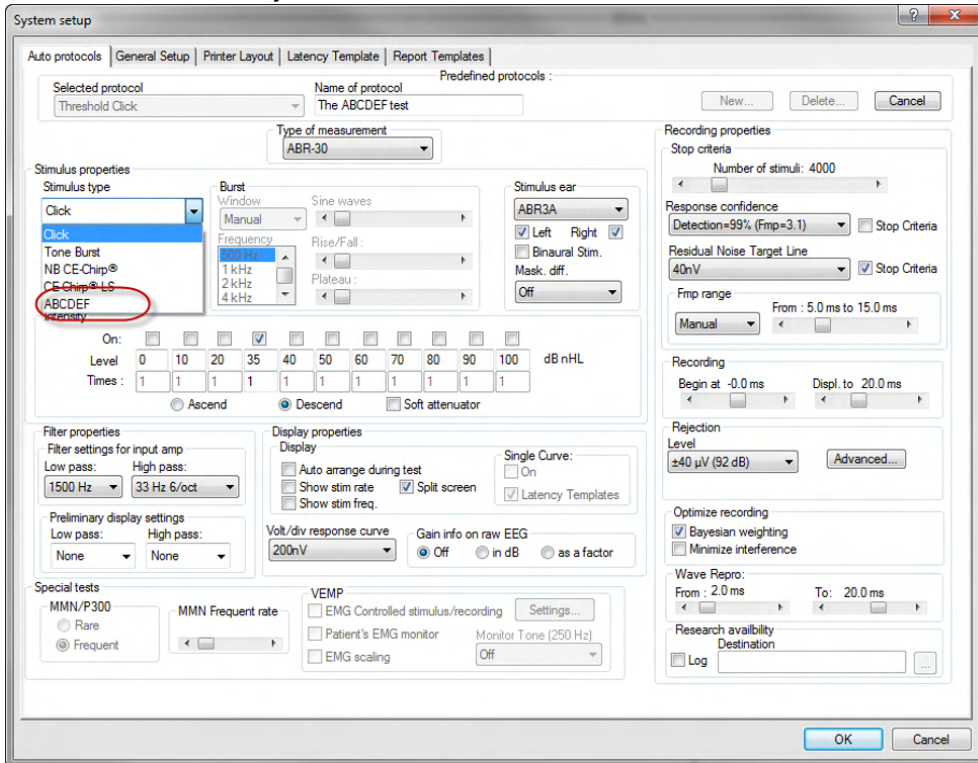 System setup
Auto protocols General Setup Printer Layout Latency Template Report Templates
Predefined protocols :
Selected protocol
Threshold Click
Name of protocol
The ABCDEF test
New... Delete... Cancel
Type of measurement
ABR-30
Stimulus properties
Stimulus type
Click
Click
Tone Burst
NB CE-Chirp®
CE-Chirp® LS
ABCDEF
Burst
Window
Manual
Frequency
500 Hz
1 kHz
2 kHz
4 kHz
Sine waves
Rise/Fall :
Plateau :
Stimulus ear
ABR3A
Left Right
Binaural Stim.
Mask. diff.
Off
Intensity
On:
Level 0 10 20 35 40 50 60 70 80 90 100 dB nHL
Times : 1 1 1 1 1 1 1 1 1 1 1
Ascend Descend Soft attenuator
Filter properties
Filter settings for input amp
Low pass: High pass:
1500 Hz 33 Hz 6/oct
Preliminary display settings
Low pass: High pass:
None None
Display properties
Display
Auto arrange during test
Show stim rate Split screen
Show stim freq.
Single Curve:
On
Latency Templates
Volt/div response curve
200nV
Gain info on raw EEG
Off in dB as a factor
Special tests
MMN/P300
Rare
Frequent
MMN Frequent rate
VEMP
EMG Controlled stimulus/recording Settings...
Patient's EMG monitor
EMG scaling
Monitor Tone (250 Hz)
Off
Recording properties
Stop criteria
Number of stimuli: 4000
Response confidence
Detection=99% (Fmp=3.1) Stop Criteria
Residual Noise Target Line
40nV Stop Criteria
Fmp range
From : 5.0 ms to 15.0 ms
Manual
Recording
Begin at -0.0 ms Displ. to 20.0 ms
Rejection
Level
±40 µV (92 dB) Advanced...
Optimize recording
Bayesian weighting
Minimize interference
Wave Repro:
From : 2.0 ms To: 20.0 ms
Research availbility
Destination
Log ...
OK Cancel